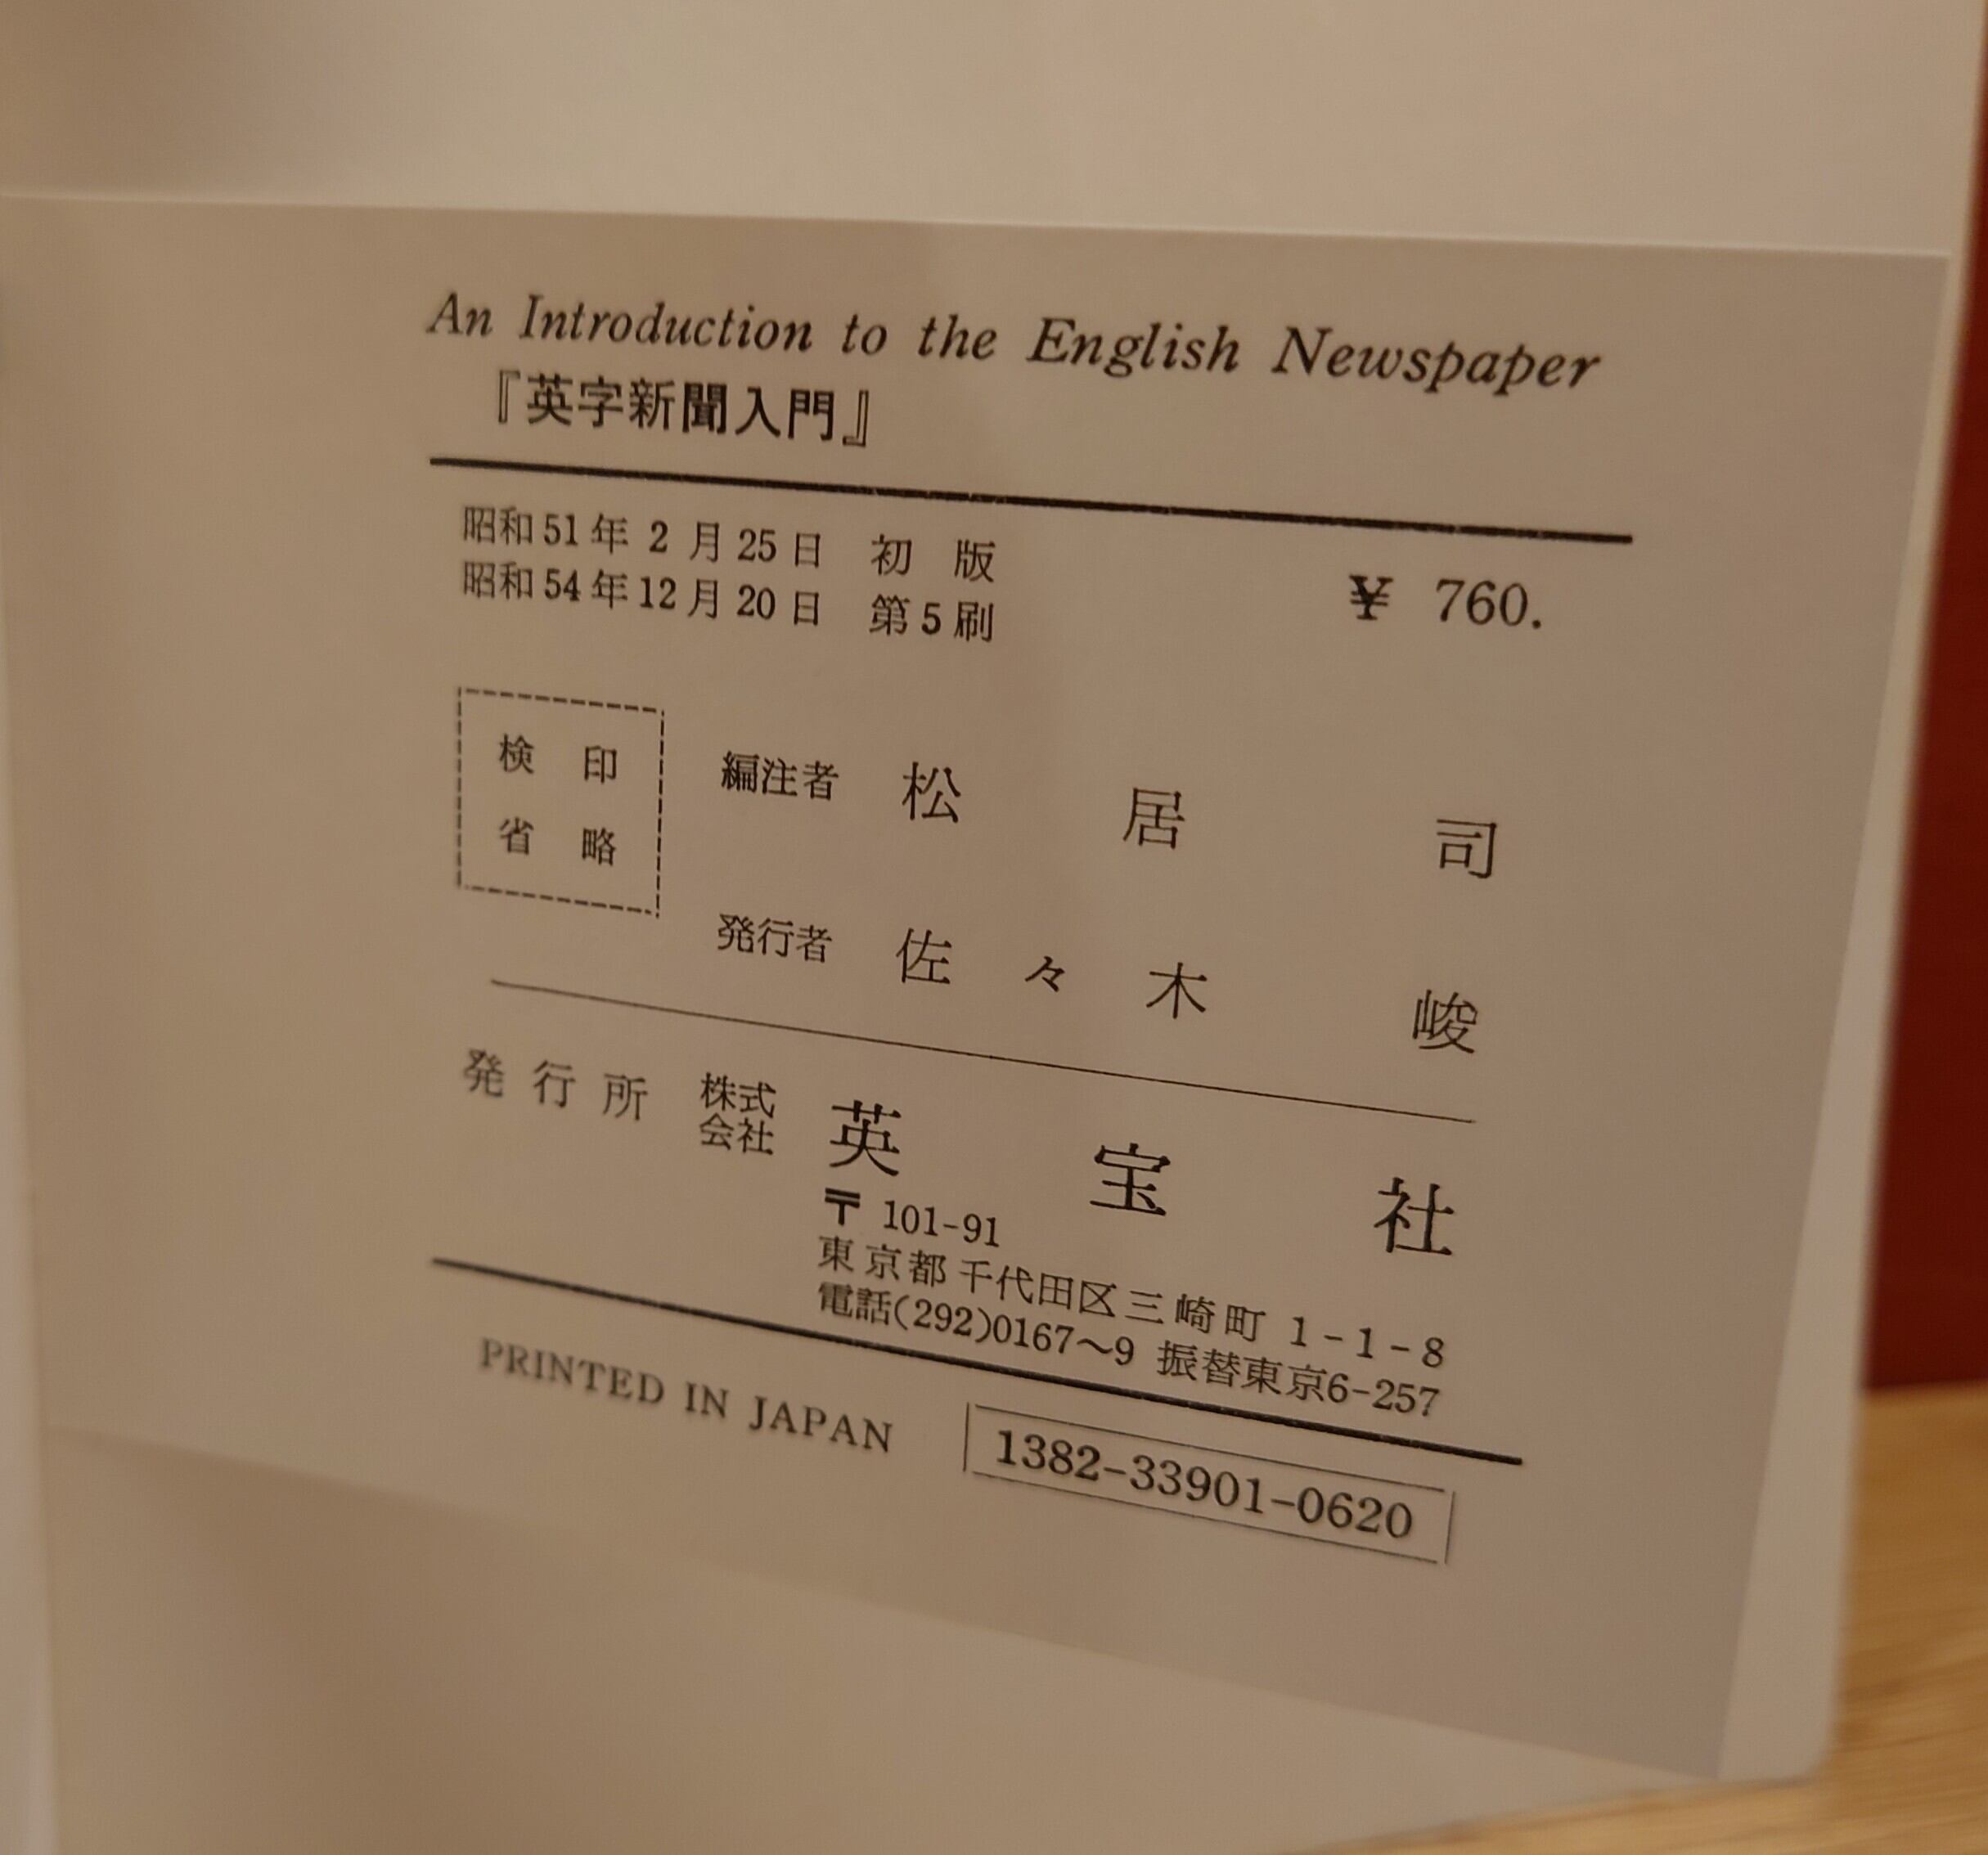 An Introduction to the English Newspaper
『英字新聞入門』
昭和51年 2 月 25 日 初 版
昭和54年12月 20 日 第5刷
¥ 760.
検 印
省 略
編注者 松 居 司
発行者 佐 々 木 峻
発 行 所 株式会社 英 宝 社
〒 101-91
東京都千代田区三崎町 1-1-8
電話(292)0167〜9 振替東京6-257
PRINTED IN JAPAN
1382-33901-0620